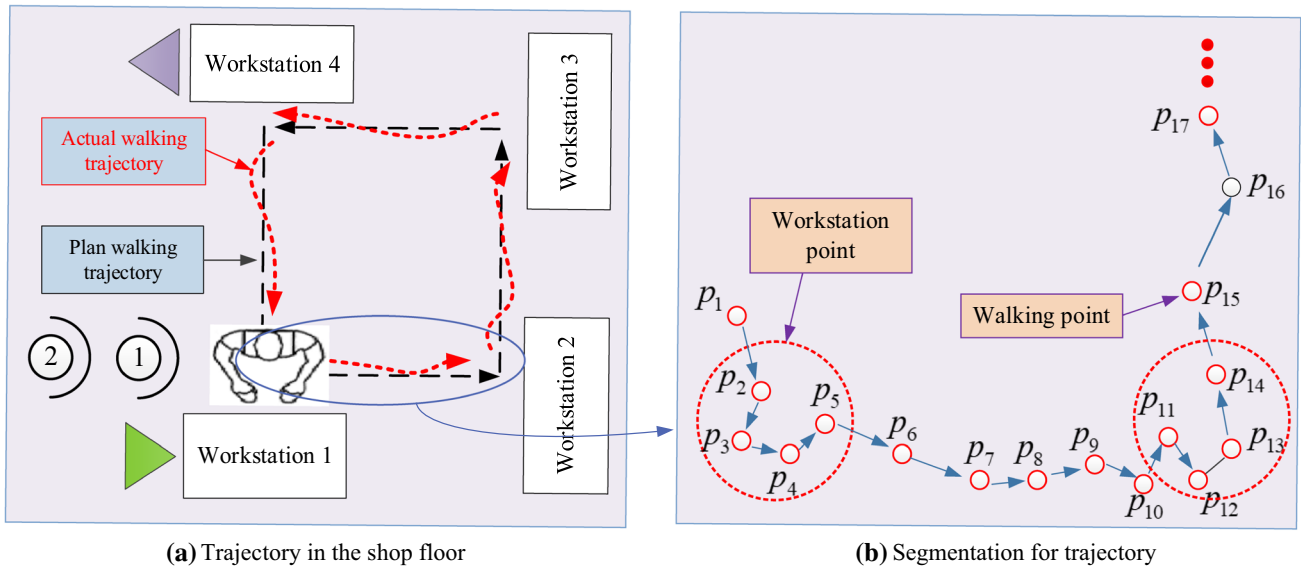 Workstation 4
Workstation 3
Actual walking
trajectory
Plan walking
trajectory
2
1
Workstation 2
Workstation 1
(a) Trajectory in the shop floor
p17
p16
Workstation
point
p1
p15
Walking point
p2
p14
p5
p11
p3
p6
p13
p9
p7
p8
p4
p10
p12
(b) Segmentation for trajectory